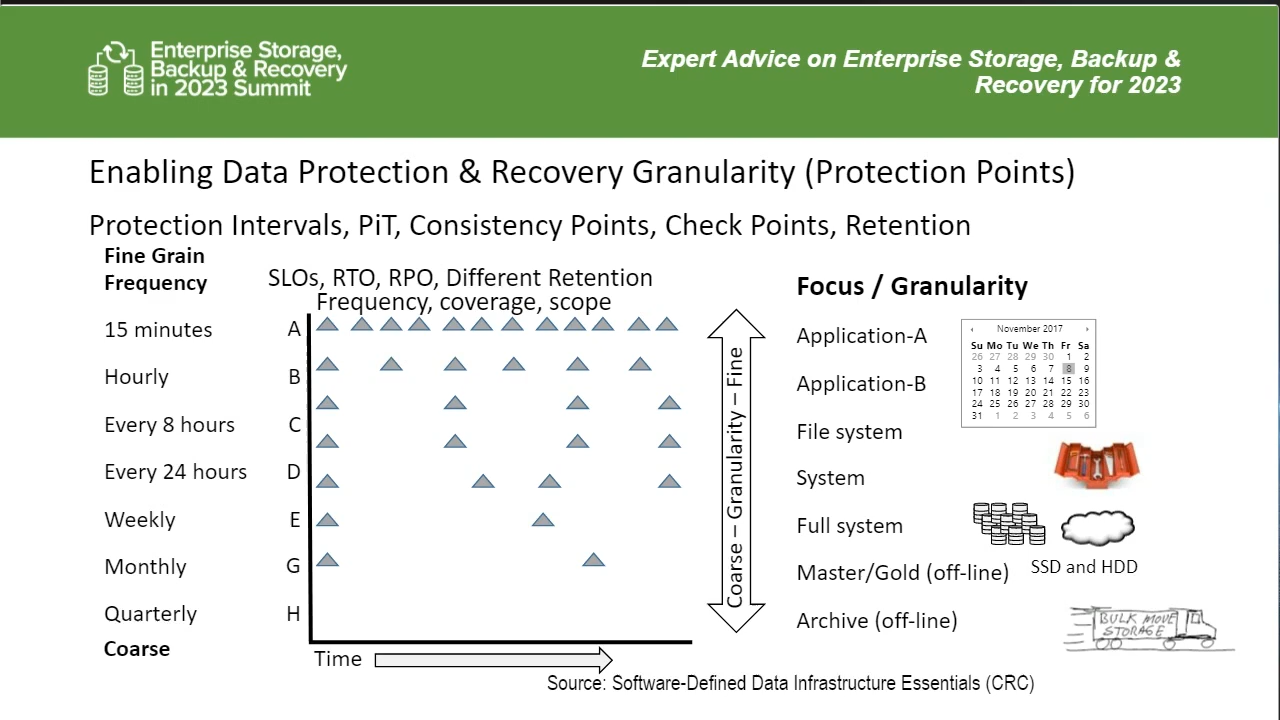 Enterprise Storage,
Backup & Recovery
in 2023 Summit
Expert Advice on Enterprise Storage, Backup &
Recovery for 2023
Enabling Data Protection & Recovery Granularity (Protection Points)
Protection Intervals, PiT, Consistency Points, Check Points, Retention
Fine Grain
Frequency
SLOs, RTO, RPO, Different Retention
Frequency, coverage, scope
Focus / Granularity
15 minutes A
Hourly B
Every 8 hours C
Every 24 hours D
Weekly E
Monthly G
Quarterly H
Coarse
Time
Coarse – Granularity – Fine
Application-A
Application-B
File system
System
Full system
Master/Gold (off-line)
Archive (off-line)
November 2017
Su Mo Tu We Th Fr Sa
26 27 28 29 30 1 2
3 4 5 6 7 8 9
10 11 12 13 14 15 16
17 18 19 20 21 22 23
24 25 26 27 28 29 30
31 1 2 3 4 5 6
SSD and HDD
BULK MOVE
STORAGE
Source: Software-Defined Data Infrastructure Essentials (CRC)